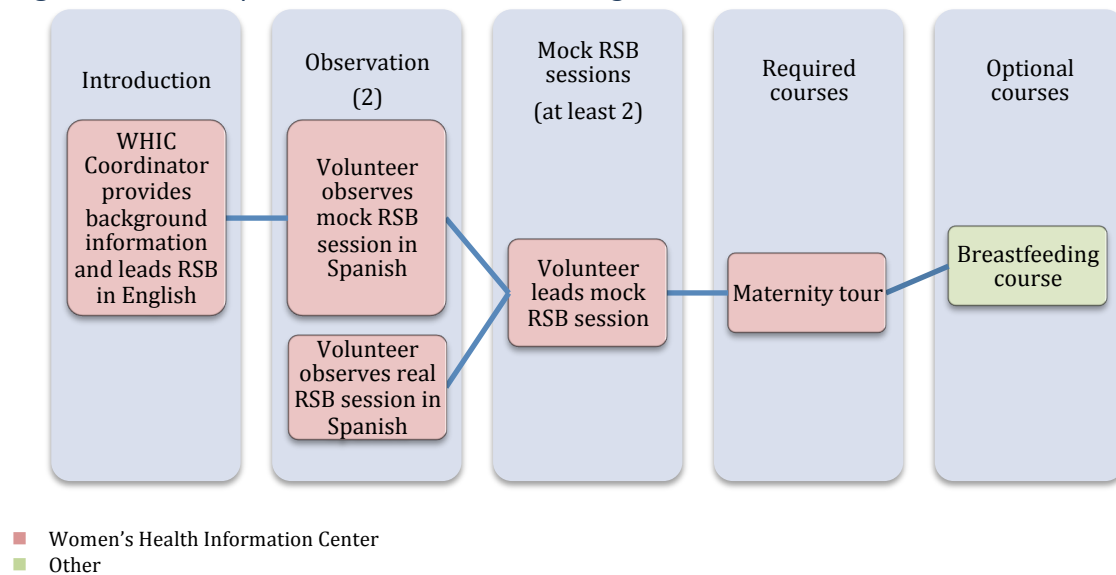 Introduction
WHIC
Coordinator
provides
background
information
and leads RSB
in English
Observation
(2)
Volunteer
observes
mock RSB
session in
Spanish
Volunteer
observes real
RSB session in
Spanish
Mock RSB
sessions
(at least 2)
Volunteer
leads mock
RSB session
Required
courses
Maternity tour
Optional
courses
Breastfeeding
course
Women's Health Information Center
Other